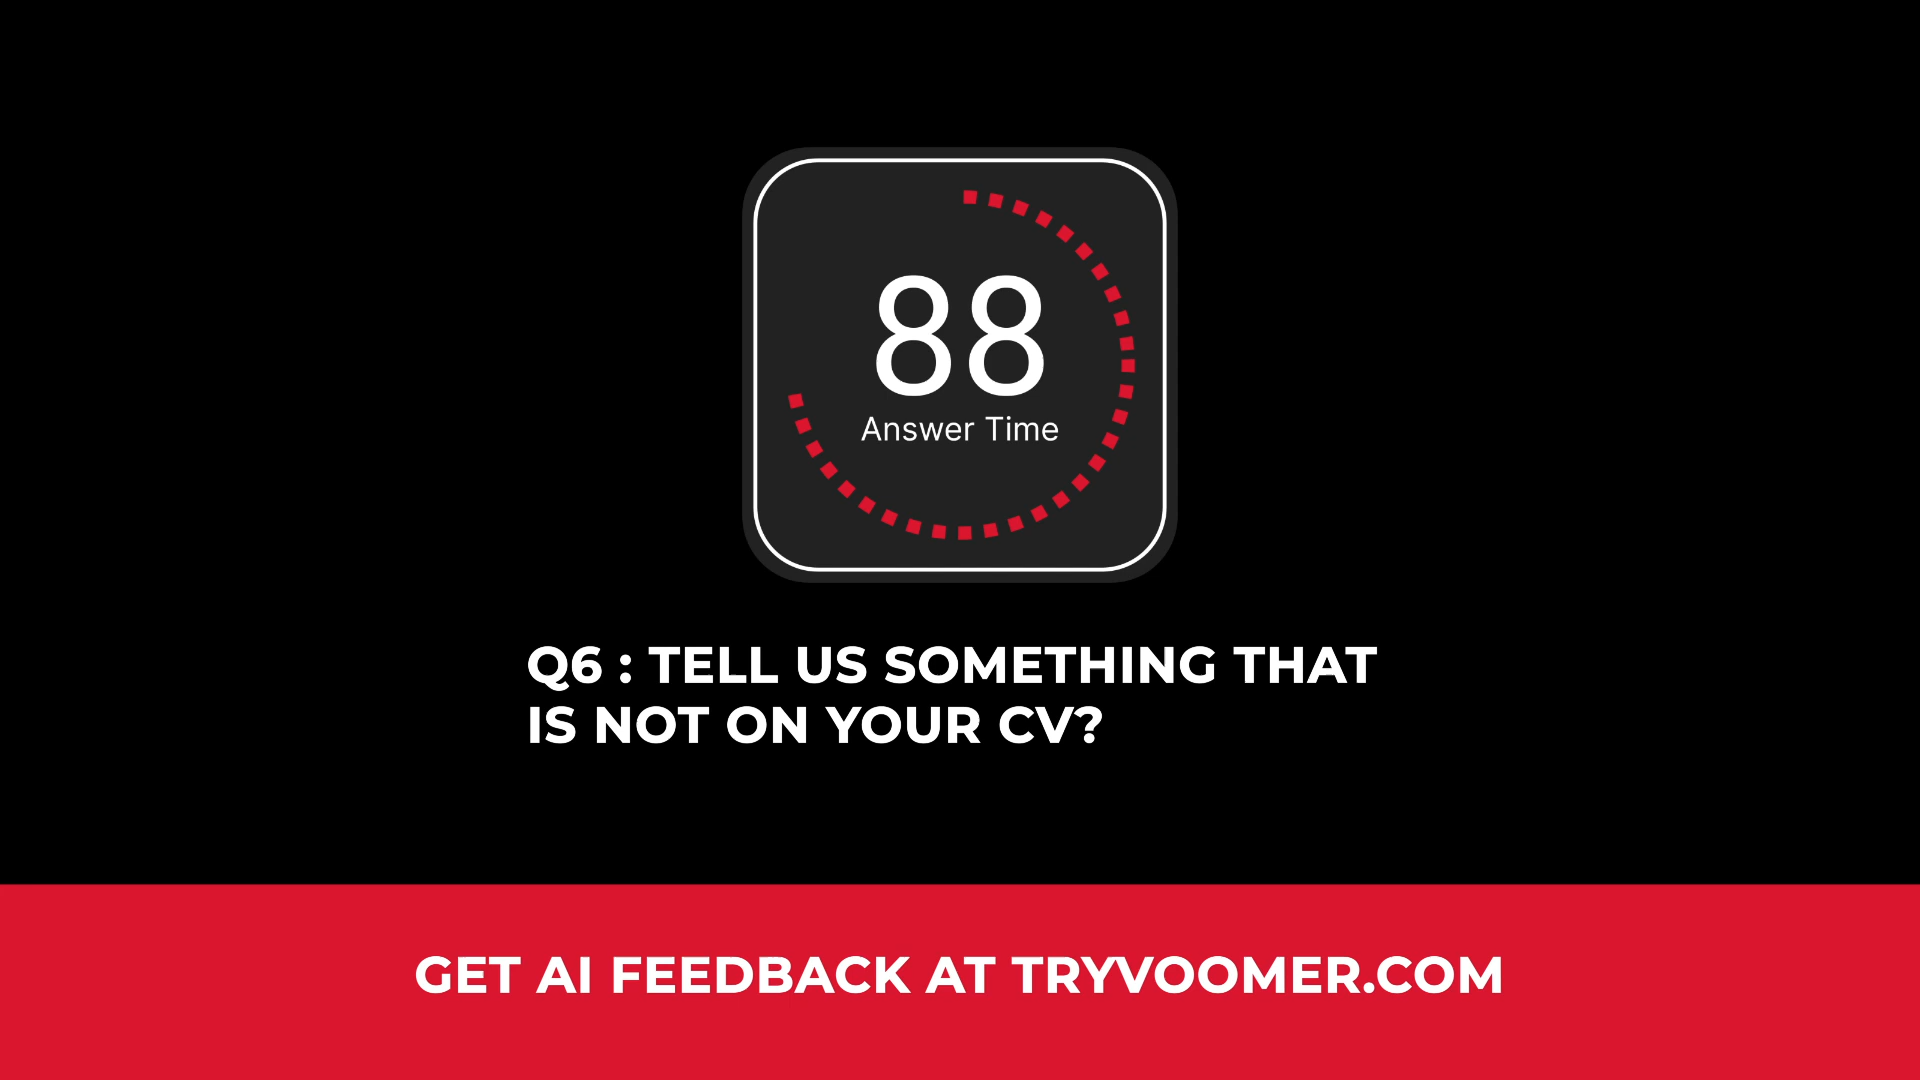 88
Answer Time
Q6 : TELL US SOMETHING THAT
IS NOT ON YOUR CV?
GET AI FEEDBACK AT TRYVOOMER.COM